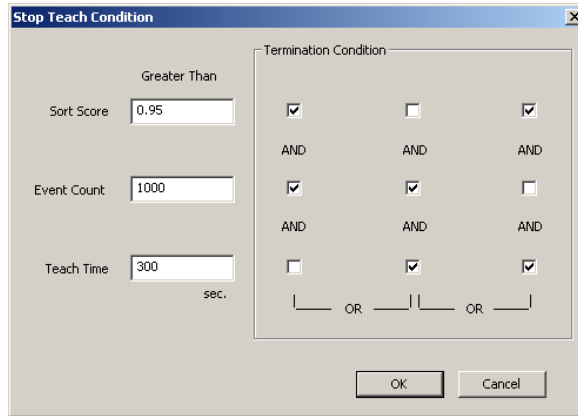 Stop Teach Condition
Termination Condition
Greater Than
Sort Score 0.95
AND AND AND
Event Count 1000
AND AND AND
Teach Time 300
sec.
OR OR
OK Cancel